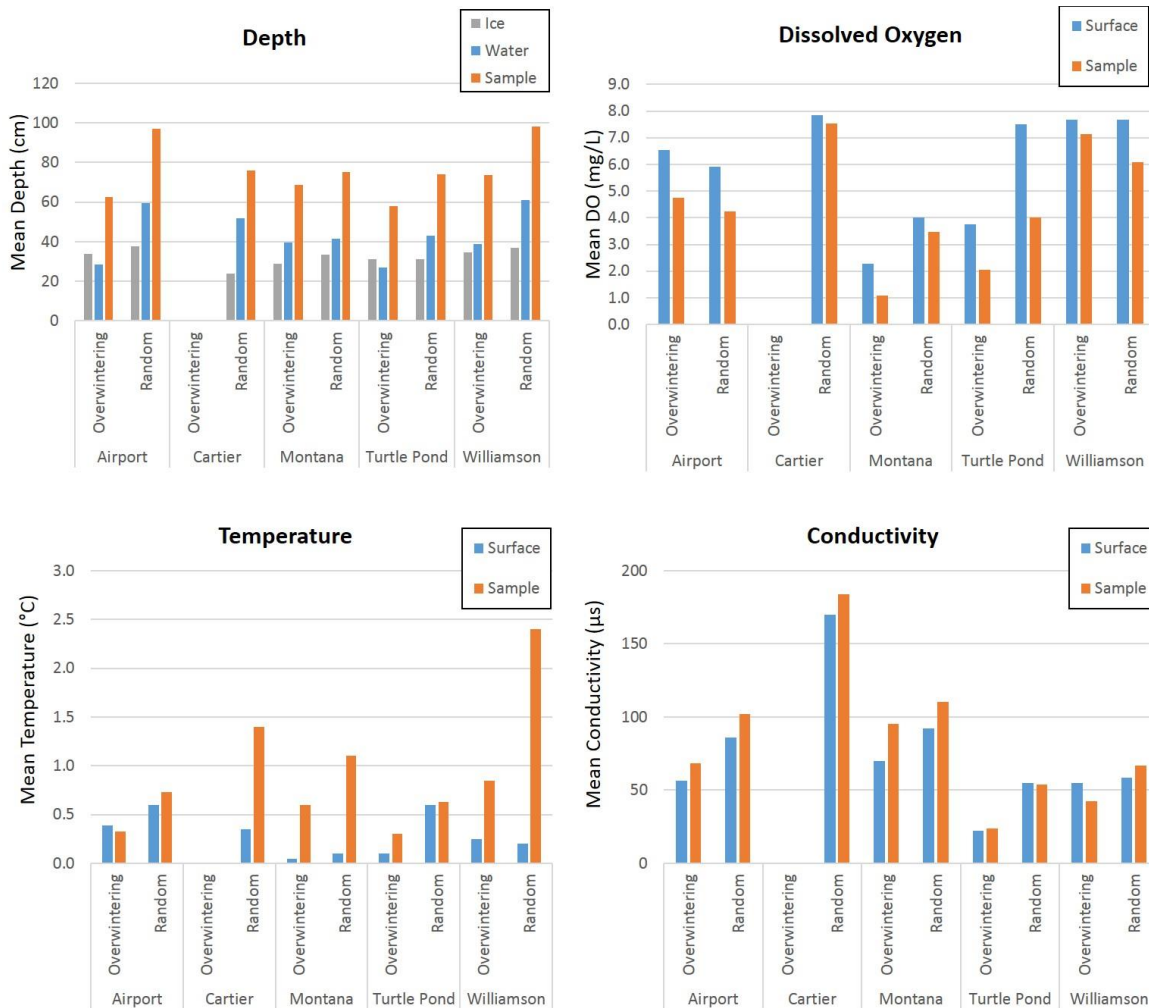 Depth
Ice
Water
Sample
Mean Depth (cm)
120
100
80
60
40
20
0
Overwintering Random Overwintering Random Overwintering Random Overwintering Random Overwintering Random
Airport Cartier Montana Turtle Pond Williamson
Dissolved Oxygen
Surface
Sample
Mean DO (mg/L)
9.0
8.0
7.0
6.0
5.0
4.0
3.0
2.0
1.0
0.0
Overwintering Random Overwintering Random Overwintering Random Overwintering Random Overwintering Random
Airport Cartier Montana Turtle Pond Williamson
Temperature
Surface
Sample
Mean Temperature (°C)
3.0
2.5
2.0
1.5
1.0
0.5
0.0
Overwintering Random Overwintering Random Overwintering Random Overwintering Random Overwintering Random
Airport Cartier Montana Turtle Pond Williamson
Conductivity
Surface
Sample
Mean Conductivity (µs)
200
150
100
50
0
Overwintering Random Overwintering Random Overwintering Random Overwintering Random Overwintering Random
Airport Cartier Montana Turtle Pond Williamson